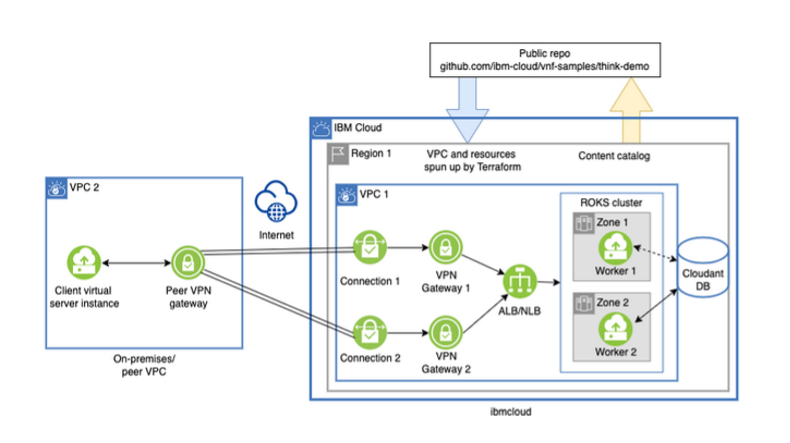 Public repo
github.com/ibm-cloud/vnf-samples/think-demo
IBM Cloud
Region 1
VPC and resources
spun up by Terraform
Content catalog
VPC 2
VPC 1
ROKS cluster
Internet
Zone 1
Worker 1
Client virtual
server instance
Peer VPN
gateway
Connection 1
VPN
Gateway 1
ALB/NLB
Cloudant
DB
Zone 2
Worker 2
Connection 2
VPN
Gateway 2
On-premises/
peer VPC
ibmcloud